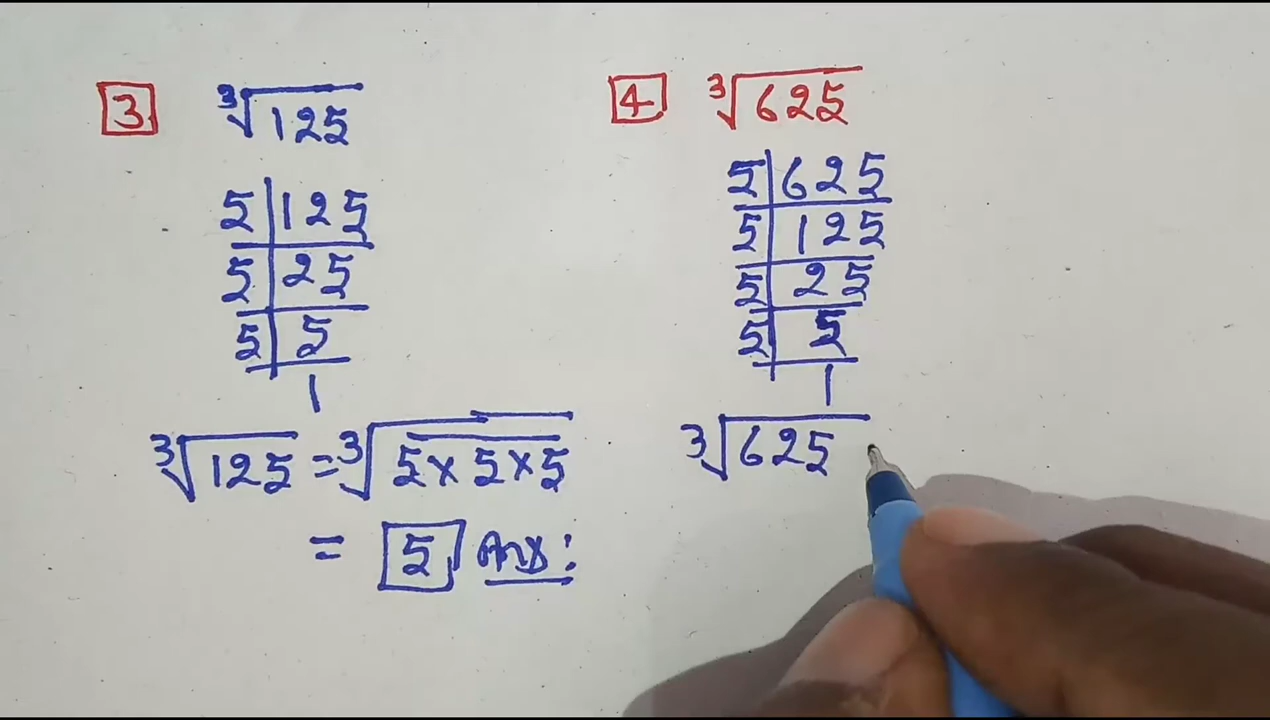 3 ∛125
5 | 125
5 | 25
5 | 5
1
∛125 = ∛5×5×5
= 5 Ans:
4 ∛625
5 | 625
5 | 125
5 | 25
5 | 5
1
∛625